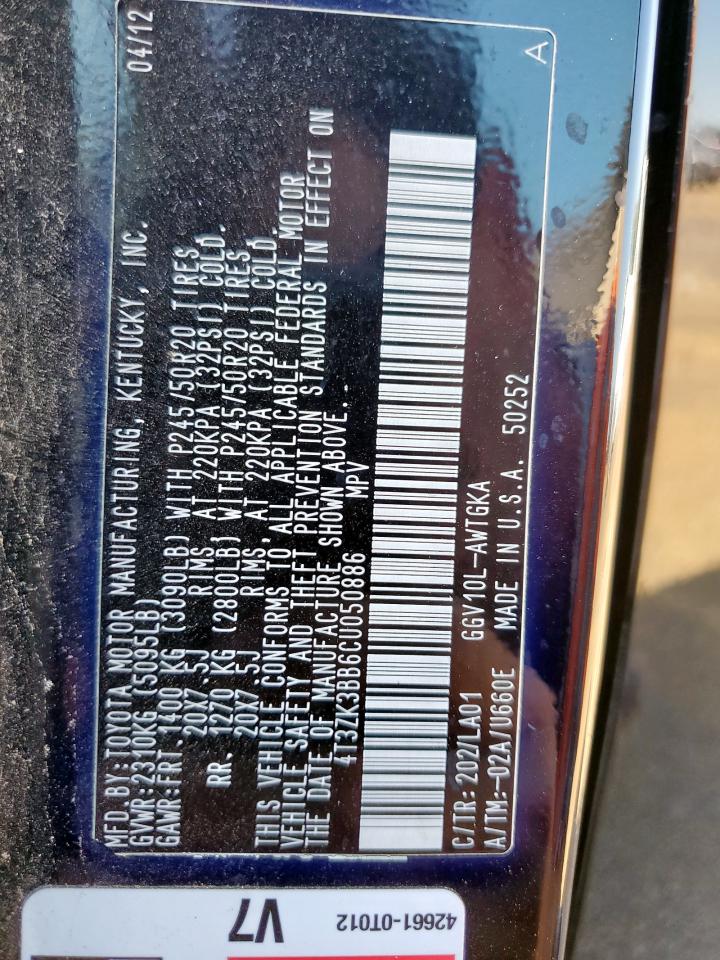 MFD.BY:TOYOTA MOTOR MANUFACTURING, KENTUCKY, INC. 04/12
GVWR:2310KG(5095LB)
GAWR:FRT. 1400 KG (3090LB) WITH P245/50R20 TIRES,
20X7.5J RIMS, AT 220KPA (32PSI) COLD.
RR. 1270 KG (2800LB) WITH P245/50R20 TIRES,
20X7.5J RIMS, AT 220KPA (32PSI) COLD.
THIS VEHICLE CONFORMS TO ALL APPLICABLE FEDERAL MOTOR
VEHICLE SAFETY AND THEFT PREVENTION STANDARDS IN EFFECT ON
THE DATE OF MANUFACTURE SHOWN ABOVE.
4T3ZK3BB6CU050886 MPV
C/TR:202/LA01 GGV10L-AWTGKA
A/TM:-02A/U660E MADE IN U.S.A. 50252 A
42661-0T012
V7